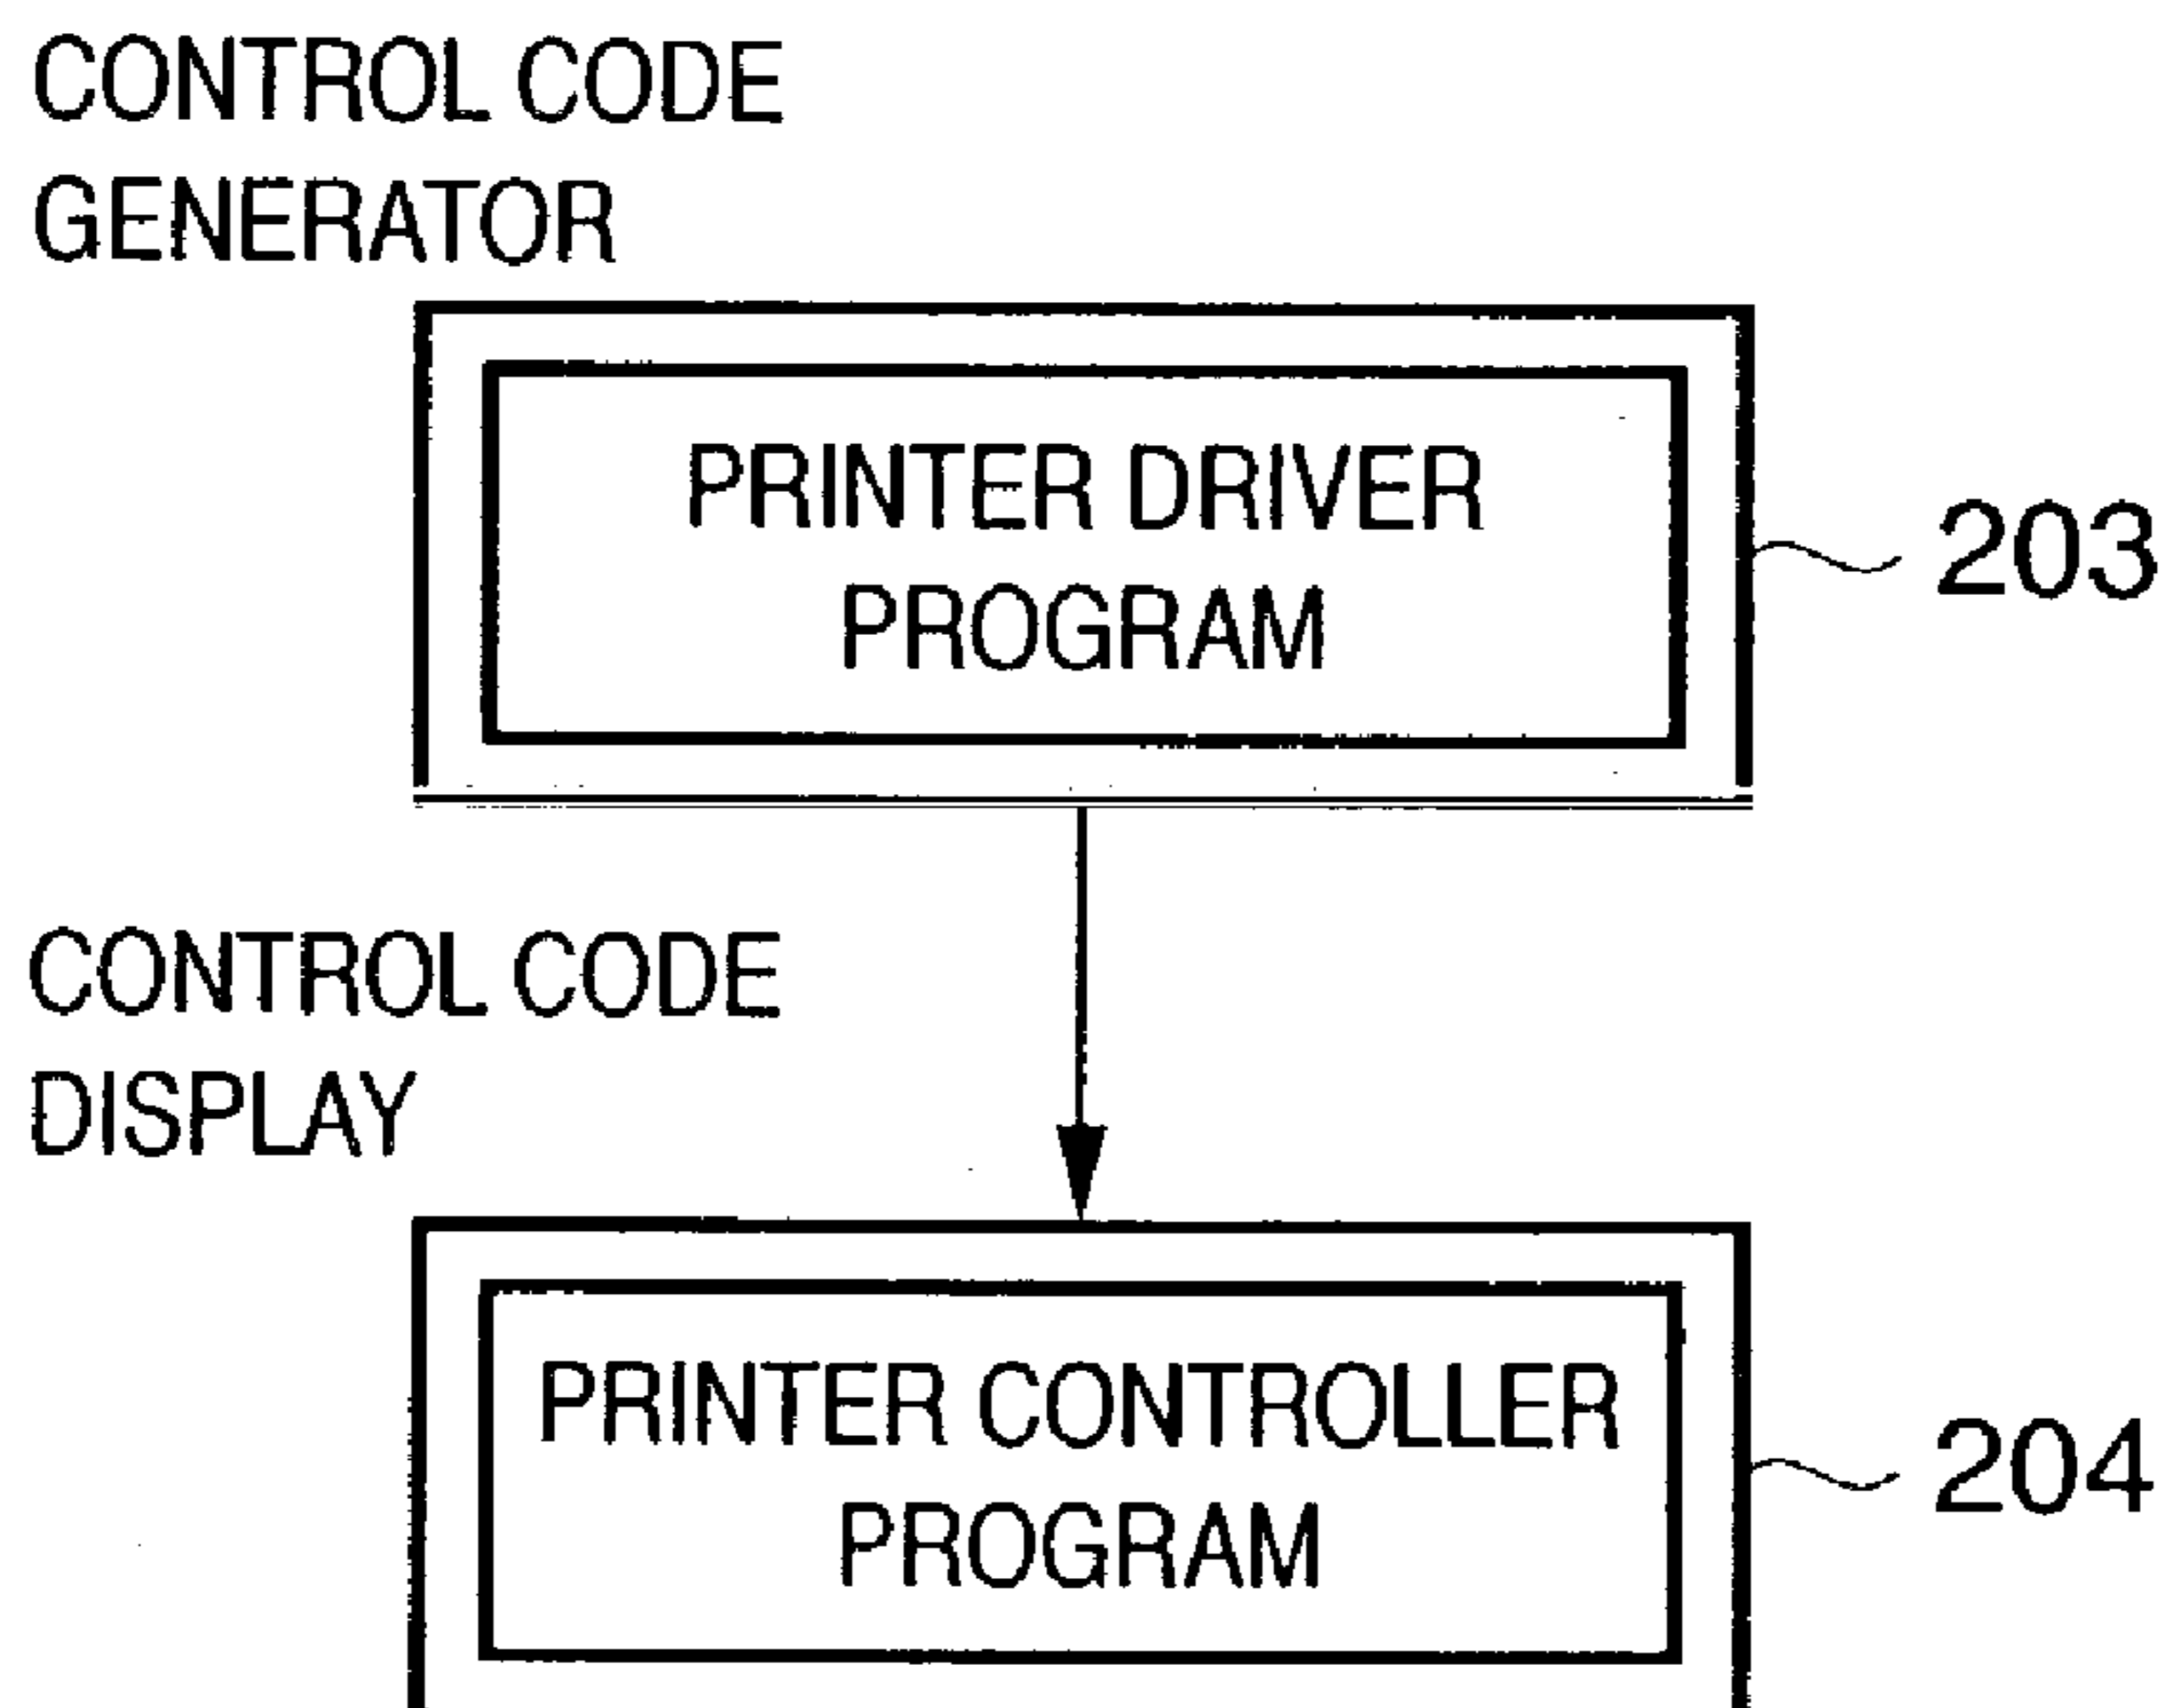 CONTROL CODE
GENERATOR
PRINTER DRIVER
PROGRAM
203
CONTROL CODE
DISPLAY
PRINTER CONTROLLER
PROGRAM
204